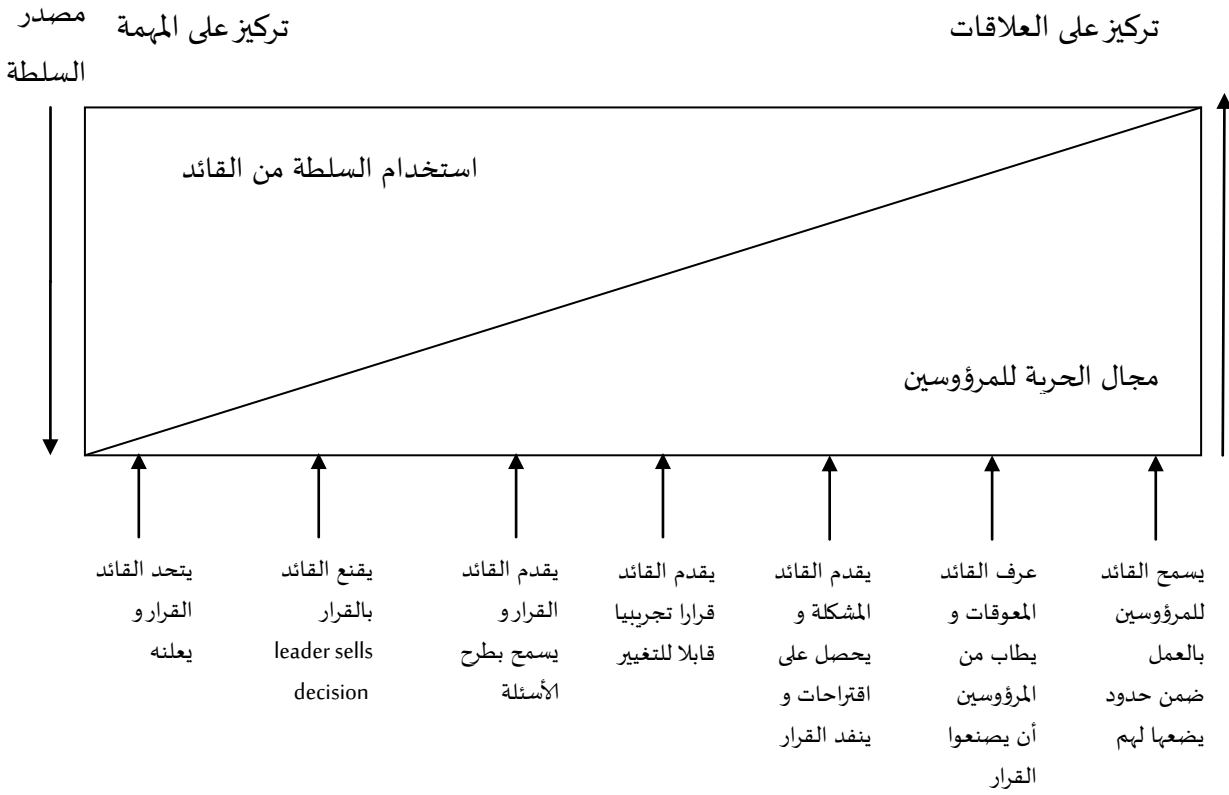 مصدر
السلطة
تركيز على المهمة
تركيز على العلاقات
استخدام السلطة من القائد
مجال الحرية للمرؤوسين
يسمح القائد
للمرؤوسين
بالعمل
ضمن حدود
يضعها لهم
عرف القائد
المعوقات و
يطاب من
المرؤوسين
أن يصنعوا
القرار
يقدم القائد
المشكلة و
يحصل على
اقتراحات و
ينفد القرار
يقدم القائد
قرارا تجريبيا
قابلا للتغيير
يقدم القائد
القرار و
يسمح بطرح
الأسئلة
يقنع القائد
بالقرار
leader sells
decision
يتحد القائد
القرار و
يعلنه